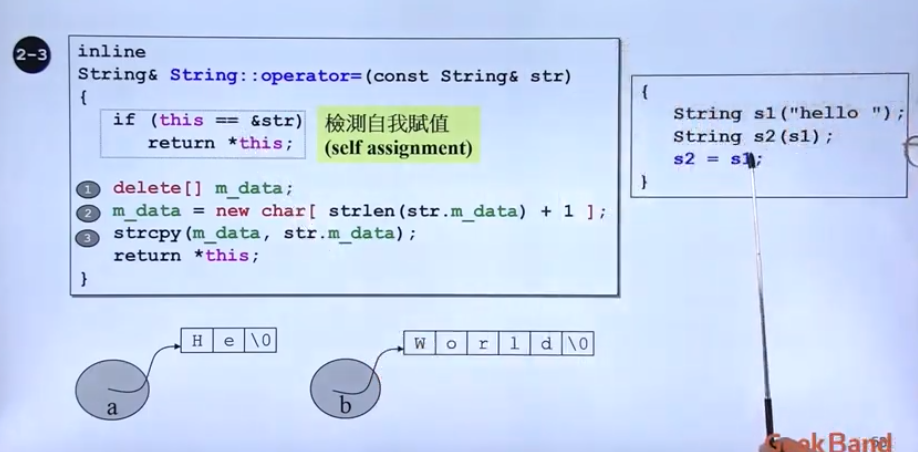 2-3
inline
String& String::operator=(const String& str)
{
if (this == &str)
return *this;
檢測自我賦值
(self assignment)
1 delete[] m_data;
2 m_data = new char[ strlen(str.m_data) + 1 ];
3 strcpy(m_data, str.m_data);
return *this;
}
{
String s1("hello ");
String s2(s1);
s2 = s1;
}
H e \0
a
W o r l d \0
b